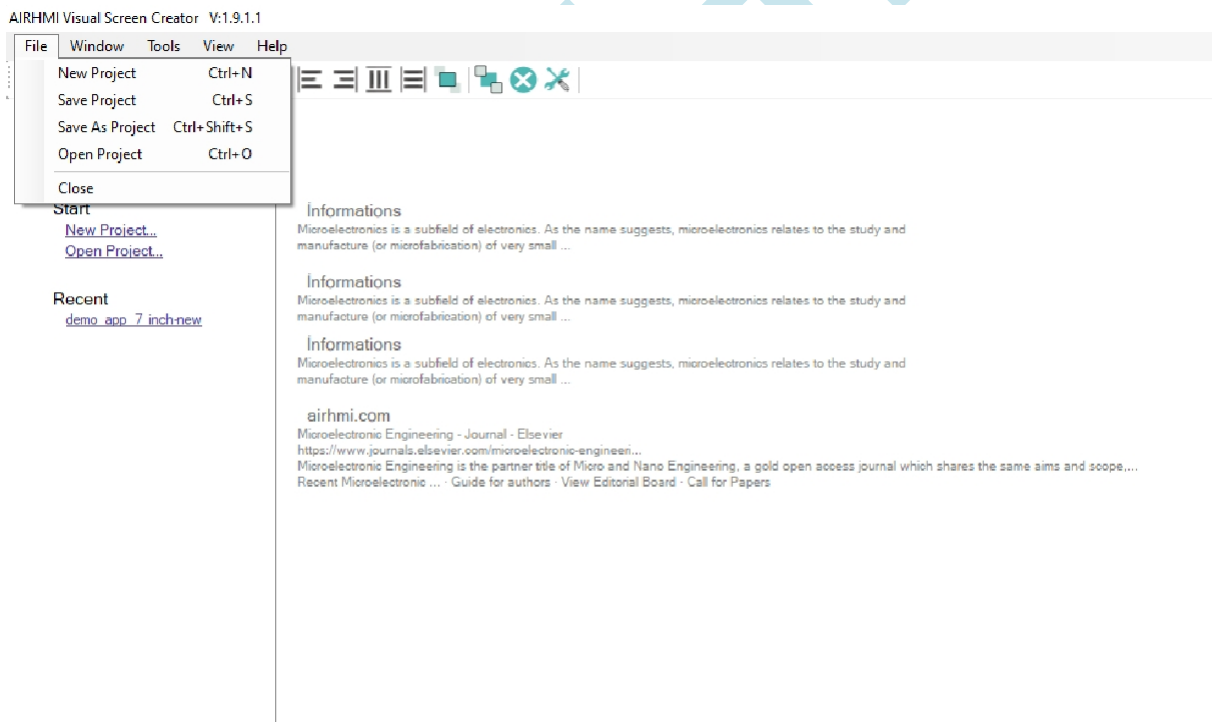 AIRHMI Visual Screen Creator V:1.9.1.1
File Window Tools View Help
New Project Ctrl+N
Save Project Ctrl+S
Save As Project Ctrl+Shift+S
Open Project Ctrl+O
Close
Start
New Project...
Open Project...
Recent
demo_app_7_inch-new
Informations
Microelectronics is a subfield of electronics. As the name suggests, microelectronics relates to the study and
manufacture (or microfabrication) of very small ...
Informations
Microelectronics is a subfield of electronics. As the name suggests, microelectronics relates to the study and
manufacture (or microfabrication) of very small ...
Informations
Microelectronics is a subfield of electronics. As the name suggests, microelectronics relates to the study and
manufacture (or microfabrication) of very small ...
airhmi.com
Microelectronic Engineering - Journal - Elsevier
https://www.journals.elsevier.com/microelectronic-engineeri...
Microelectronic Engineering is the partner title of Micro and Nano Engineering, a gold open access journal which shares the same aims and scope,...
Recent Microelectronic ... · Guide for authors · View Editorial Board · Call for Papers